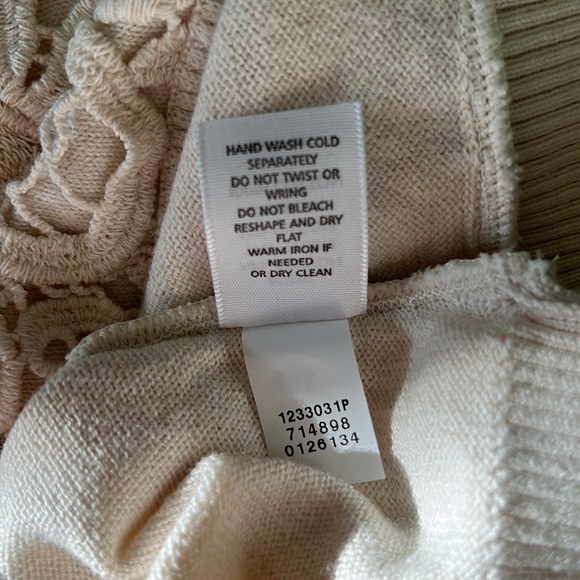 HAND WASH COLD
SEPARATELY
DO NOT TWIST OR
WRING
DO NOT BLEACH
RESHAPE AND DRY
FLAT
WARM IRON IF
NEEDED
OR DRY CLEAN
1233031P
714898
0126134